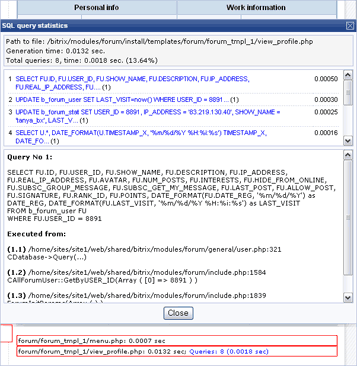 Personal info Work information
SQL query statistics
Path to file: /bitrix/modules/forum/install/templates/forum/forum_tmpl_1/view_profile.php
Generation time: 0.0132 sec.
Total queries: 8, time: 0.0018 sec. (13.64%)
1 SELECT FU.ID, FU.USER_ID, FU.SHOW_NAME, FU.DESCRIPTION, FU.IP_ADDRESS, 0.00050
FU.REAL_IP_ADDRESS, FU... (1)
2 UPDATE b_forum_user SET LAST_VISIT=now() WHERE USER_ID = 8891... (1) 0.00030
3 UPDATE b_forum_stat SET USER_ID = 8891, IP_ADDRESS = '83.219.130.40', SHOW_NAME = 0.00025
'tanya_bx', LAST_V... (1)
4 SELECT U.*, DATE_FORMAT(U.TIMESTAMP_X, '%m/%d/%Y %H:%i:%s') TIMESTAMP_X, 0.00016
DATE_FO... (1)
Query No 1:
SELECT FU.ID, FU.USER_ID, FU.SHOW_NAME, FU.DESCRIPTION, FU.IP_ADDRESS,
FU.REAL_IP_ADDRESS, FU.AVATAR, FU.NUM_POSTS, FU.INTERESTS, FU.HIDE_FROM_ONLINE,
FU.SUBSC_GROUP_MESSAGE, FU.SUBSC_GET_MY_MESSAGE, FU.LAST_POST, FU.ALLOW_POST,
FU.SIGNATURE, FU.RANK_ID, FU.POINTS, DATE_FORMAT(FU.DATE_REG, '%m/%d/%Y') as
DATE_REG, DATE_FORMAT(FU.LAST_VISIT, '%m/%d/%Y %H:%i:%s') as LAST_VISIT
FROM b_forum_user FU
WHERE FU.USER_ID = 8891
Executed from:
(1.1) /home/sites/site1/web/shared/bitrix/modules/forum/general/user.php:321
CDatabase->Query(...)
(1.2) /home/sites/site1/web/shared/bitrix/modules/forum/include.php:1584
CAllForumUser::GetByUSER_ID(Array ( [0] => 8891 ) )
(1.3) /home/sites/site1/web/shared/bitrix/modules/forum/include.php:1839
Close
forum/forum_tmpl_1/menu.php: 0.0007 sec
forum/forum_tmpl_1/view_profile.php: 0.0132 sec; Queries: 8 (0.0018 sec)